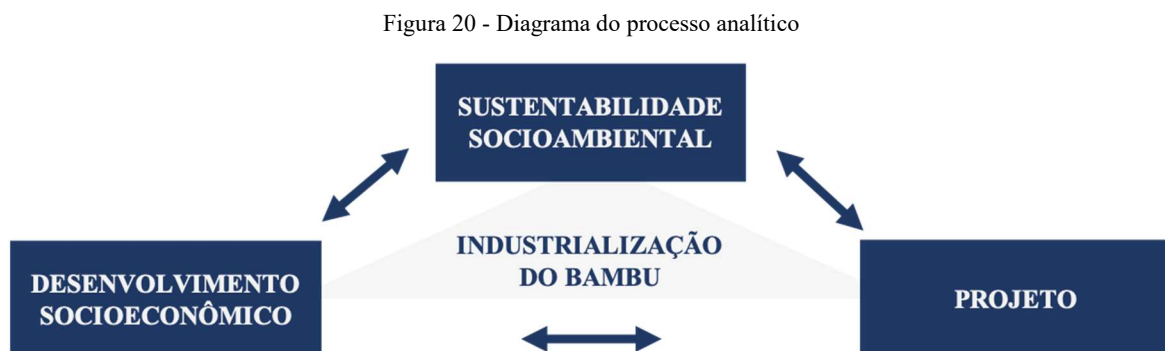 Figura 20 - Diagrama do processo analítico
SUSTENTABILIDADE
SOCIOAMBIENTAL
INDUSTRIALIZAÇÃO
DO BAMBU
DESENVOLVIMENTO
SOCIOECONÔMICO
PROJETO